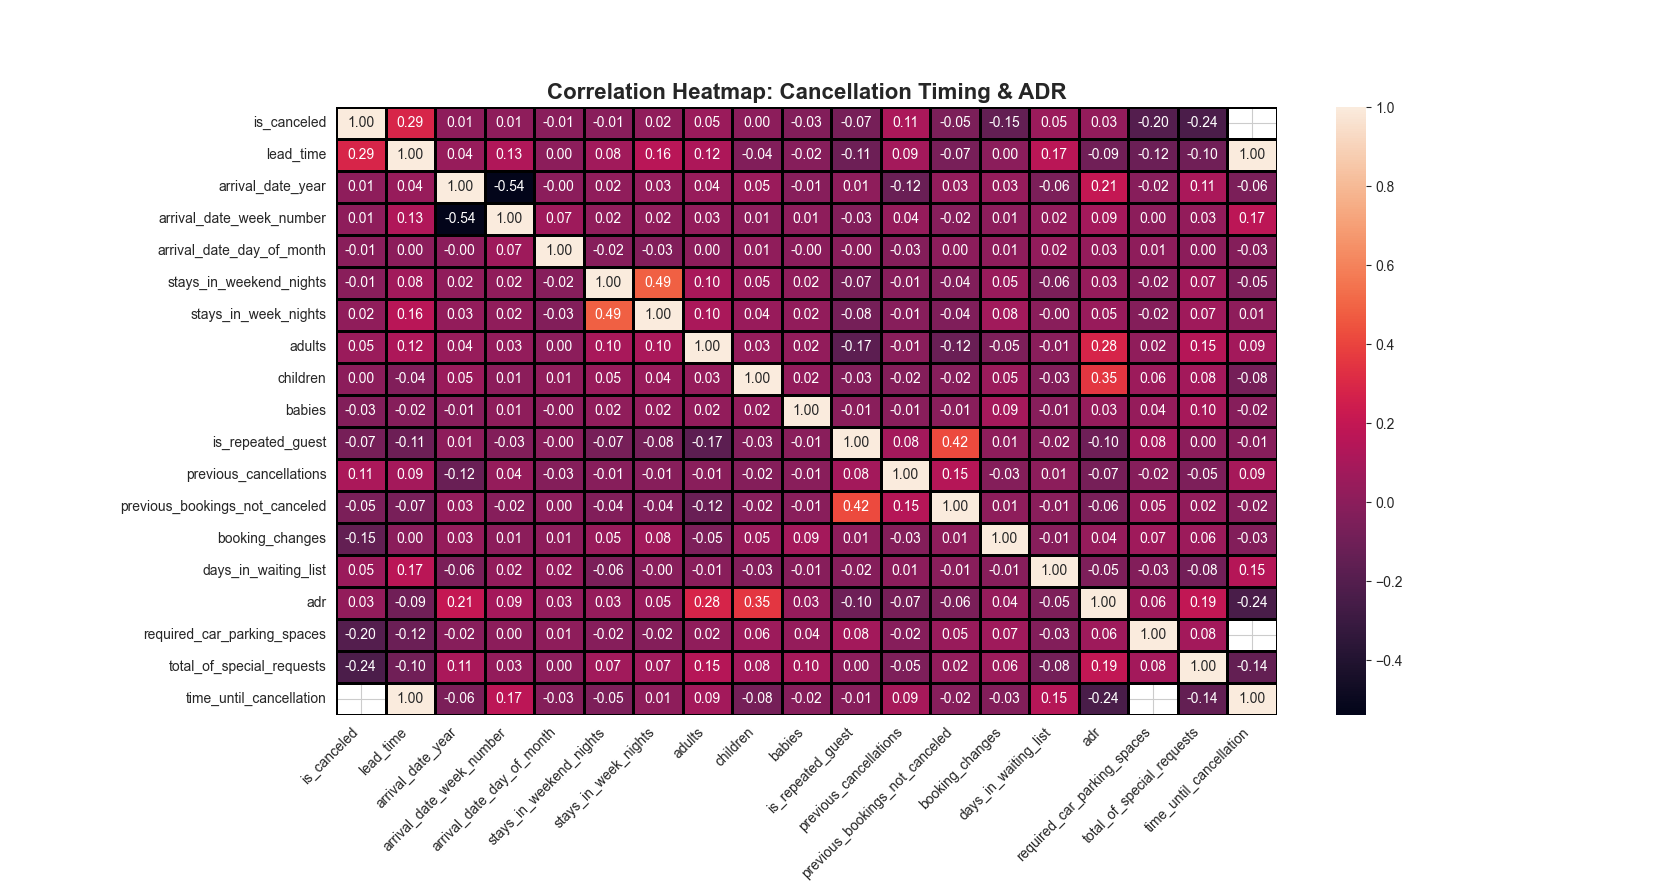 Correlation Heatmap: Cancellation Timing & ADR
is_canceled 1.00 0.29 0.01 0.01 -0.01 -0.01 0.02 0.05 0.00 -0.03 -0.07 0.11 -0.05 -0.15 0.05 0.03 -0.20 -0.24
lead_time 0.29 1.00 0.04 0.13 0.00 0.08 0.16 0.12 -0.04 -0.02 -0.11 0.09 -0.07 0.00 0.17 -0.09 -0.12 -0.10 1.00
arrival_date_year 0.01 0.04 1.00 -0.54 -0.00 0.02 0.03 0.04 0.05 -0.01 0.01 -0.12 0.03 0.03 -0.06 0.21 -0.02 0.11 -0.06
arrival_date_week_number 0.01 0.13 -0.54 1.00 0.07 0.02 0.02 0.03 0.01 0.01 -0.03 0.04 -0.02 0.01 0.02 0.09 0.00 0.03 0.17
arrival_date_day_of_month -0.01 0.00 -0.00 0.07 1.00 -0.02 -0.03 0.00 0.01 -0.00 -0.00 -0.03 0.00 0.01 0.02 0.03 0.01 0.00 -0.03
stays_in_weekend_nights -0.01 0.08 0.02 0.02 -0.02 1.00 0.49 0.10 0.05 0.02 -0.07 -0.01 -0.04 0.05 -0.06 0.03 -0.02 0.07 -0.05
stays_in_week_nights 0.02 0.16 0.03 0.02 -0.03 0.49 1.00 0.10 0.04 0.02 -0.08 -0.01 -0.04 0.08 -0.00 0.05 -0.02 0.07 0.01
adults 0.05 0.12 0.04 0.03 0.00 0.10 0.10 1.00 0.03 0.02 -0.17 -0.01 -0.12 -0.05 -0.01 0.28 0.02 0.15 0.09
children 0.00 -0.04 0.05 0.01 0.01 0.05 0.04 0.03 1.00 0.02 -0.03 -0.02 -0.02 0.05 -0.03 0.35 0.06 0.08 -0.08
babies -0.03 -0.02 -0.01 0.01 -0.00 0.02 0.02 0.02 0.02 1.00 -0.01 -0.01 -0.01 0.09 -0.01 0.03 0.04 0.10 -0.02
is_repeated_guest -0.07 -0.11 0.01 -0.03 -0.00 -0.07 -0.08 -0.17 -0.03 -0.01 1.00 0.08 0.42 0.01 -0.02 -0.10 0.08 0.00 -0.01
previous_cancellations 0.11 0.09 -0.12 0.04 -0.03 -0.01 -0.01 -0.01 -0.02 -0.01 0.08 1.00 0.15 -0.03 0.01 -0.07 -0.02 -0.05 0.09
previous_bookings_not_canceled -0.05 -0.07 0.03 -0.02 0.00 -0.04 -0.04 -0.12 -0.02 -0.01 0.42 0.15 1.00 0.01 -0.01 -0.06 0.05 0.02 -0.02
booking_changes -0.15 0.00 0.03 0.01 0.01 0.05 0.08 -0.05 0.05 0.09 0.01 -0.03 0.01 1.00 -0.01 0.04 0.07 0.06 -0.03
days_in_waiting_list 0.05 0.17 -0.06 0.02 0.02 -0.06 -0.00 -0.01 -0.03 -0.01 -0.02 0.01 -0.01 -0.01 1.00 -0.05 -0.03 -0.08 0.15
adr 0.03 -0.09 0.21 0.09 0.03 0.03 0.05 0.28 0.35 0.03 -0.10 -0.07 -0.06 0.04 -0.05 1.00 0.06 0.19 -0.24
required_car_parking_spaces -0.20 -0.12 -0.02 0.00 0.01 -0.02 -0.02 0.02 0.06 0.04 0.08 -0.02 0.05 0.07 -0.03 0.06 1.00 0.08
total_of_special_requests -0.24 -0.10 0.11 0.03 0.00 0.07 0.07 0.15 0.08 0.10 0.00 -0.05 0.02 0.06 -0.08 0.19 0.08 1.00 -0.14
time_until_cancellation 1.00 -0.06 0.17 -0.03 -0.05 0.01 0.09 -0.08 -0.02 -0.01 0.09 -0.02 -0.03 0.15 -0.24 -0.14 1.00
is_canceled
lead_time
arrival_date_year
arrival_date_week_number
arrival_date_day_of_month
stays_in_weekend_nights
stays_in_week_nights
adults
children
babies
is_repeated_guest
previous_cancellations
previous_bookings_not_canceled
booking_changes
days_in_waiting_list
adr
required_car_parking_spaces
total_of_special_requests
time_until_cancellation
1.0
0.8
0.6
0.4
0.2
0.0
−0.2
−0.4